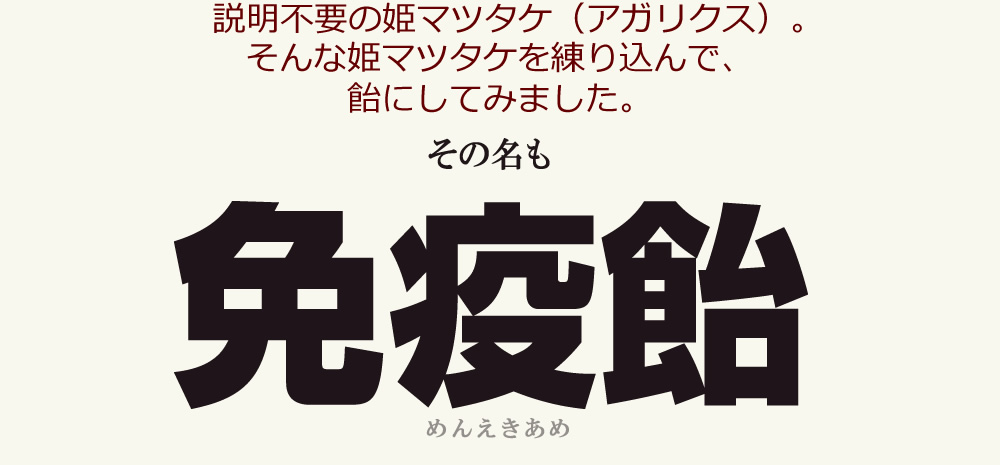 説明不要の姫マツタケ（アガリクス）。
そんな姫マツタケを練り込んで、
飴にしてみました。
その名も
免疫飴
めんえきあめ